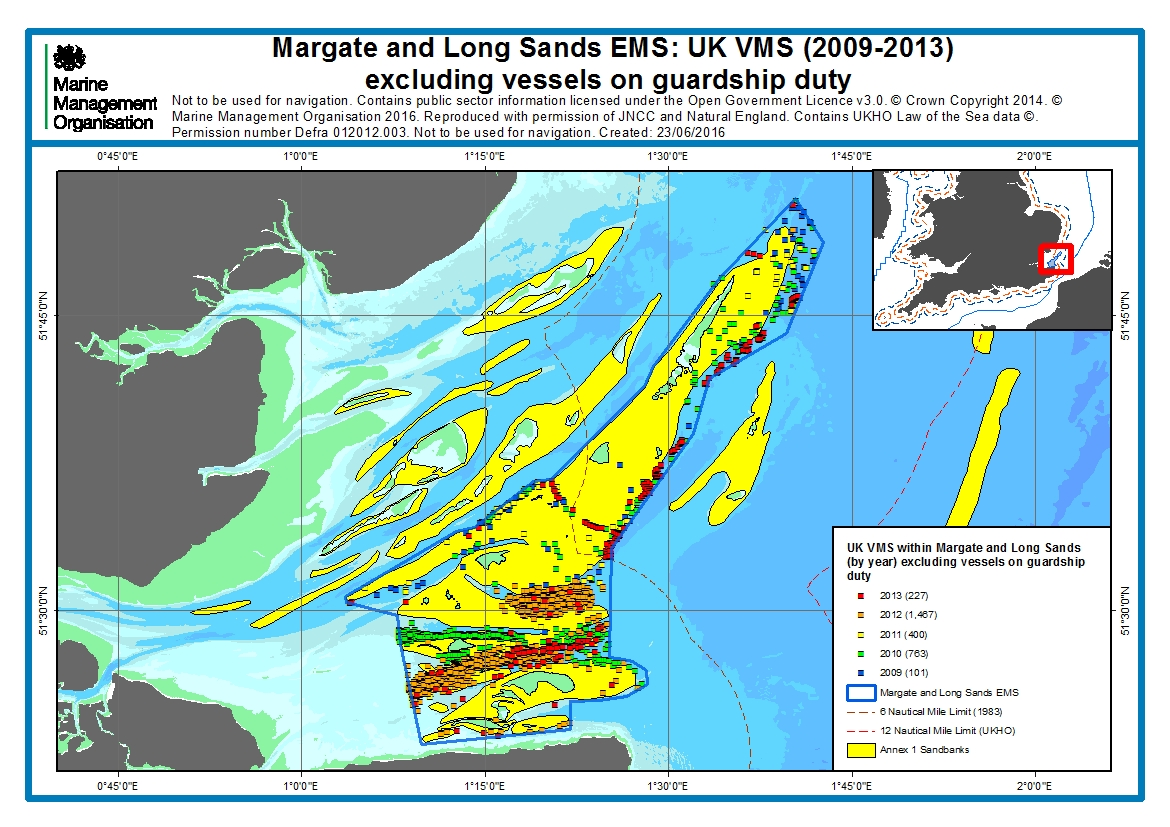 Margate and Long Sands EMS: UK VMS (2009-2013)
excluding vessels on guardship duty
Marine
Management
Organisation
Not to be used for navigation. Contains public sector information licensed under the Open Government Licence v3.0. © Crown Copyright 2014. ©
Marine Management Organisation 2016. Reproduced with permission of JNCC and Natural England. Contains UKHO Law of the Sea data ©.
Permission number Defra 012012.003. Not to be used for navigation. Created: 23/06/2016
0°45'0"E 1°0'0"E 1°15'0"E 1°30'0"E 1°45'0"E 2°0'0"E
51°45'0"N 51°45'0"N
51°30'0"N 51°30'0"N
UK VMS within Margate and Long Sands
(by year) excluding vessels on guardship
duty
2013 (227)
2012 (1,467)
2011 (400)
2010 (763)
2009 (101)
Margate and Long Sands EMS
6 Nautical Mile Limit (1983)
12 Nautical Mile Limit (UKHO)
Annex 1 Sandbanks
0°45'0"E 1°0'0"E 1°15'0"E 1°30'0"E 1°45'0"E 2°0'0"E